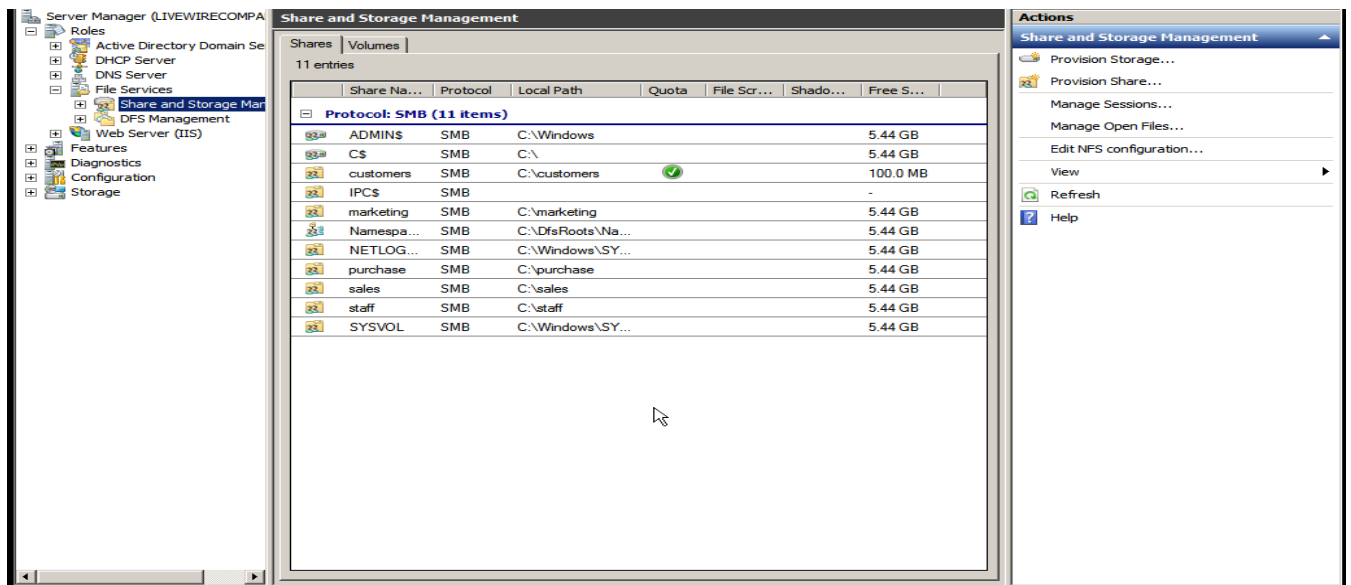 Server Manager (LIVEWIRECOMPA
Roles
Active Directory Domain Se
DHCP Server
DNS Server
File Services
Share and Storage Man
DFS Management
Web Server (IIS)
Features
Diagnostics
Configuration
Storage
Share and Storage Management
Shares Volumes
11 entries
Share Na... Protocol Local Path Quota File Scr... Shado... Free S...
Protocol: SMB (11 items)
ADMIN$ SMB C:\Windows 5.44 GB
C$ SMB C:\ 5.44 GB
customers SMB C:\customers 100.0 MB
IPC$ SMB -
marketing SMB C:\marketing 5.44 GB
Namespa... SMB C:\DfsRoots\Na... 5.44 GB
NETLOG... SMB C:\Windows\SY... 5.44 GB
purchase SMB C:\purchase 5.44 GB
sales SMB C:\sales 5.44 GB
staff SMB C:\staff 5.44 GB
SYSVOL SMB C:\Windows\SY... 5.44 GB
Actions
Share and Storage Management
Provision Storage...
Provision Share...
Manage Sessions...
Manage Open Files...
Edit NFS configuration...
View
Refresh
Help